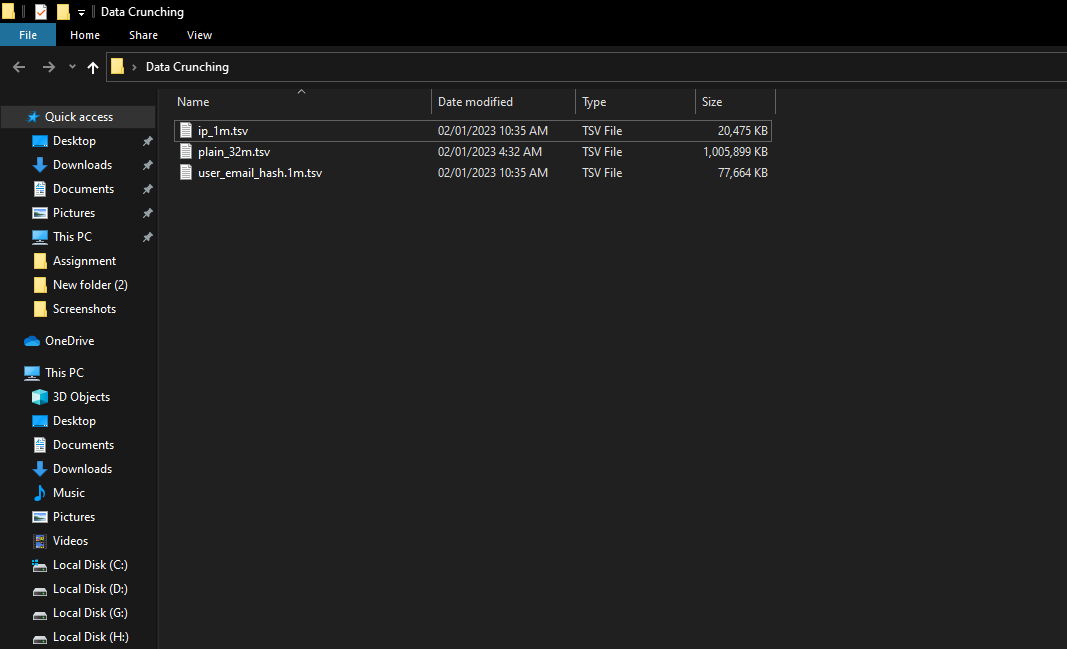 Data Crunching
File Home Share View
Data Crunching
Name Date modified Type Size
Quick access
ip_1m.tsv 02/01/2023 10:35 AM TSV File 20,475 KB
Desktop
plain_32m.tsv 02/01/2023 4:32 AM TSV File 1,005,899 KB
Downloads
user_email_hash.1m.tsv 02/01/2023 10:35 AM TSV File 77,664 KB
Documents
Pictures
This PC
Assignment
New folder (2)
Screenshots
OneDrive
This PC
3D Objects
Desktop
Documents
Downloads
Music
Pictures
Videos
Local Disk (C:)
Local Disk (D:)
Local Disk (G:)
Local Disk (H:)